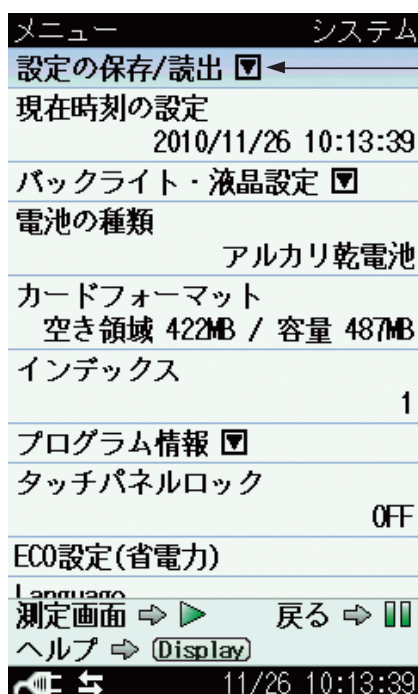 メニュー システム
設定の保存/読出 ▼
現在時刻の設定
2010/11/26 10:13:39
バックライト・液晶設定 ▼
電池の種類
アルカリ乾電池
カードフォーマット
空き領域 422MB / 容量 487MB
インデックス
1
プログラム情報 ▼
タッチパネルロック
OFF
ECO設定(省電力)
Language
測定画面 ⇨ ▶ 戻る ⇨ ▮▮
ヘルプ ⇨ Display
11/26 10:13:39